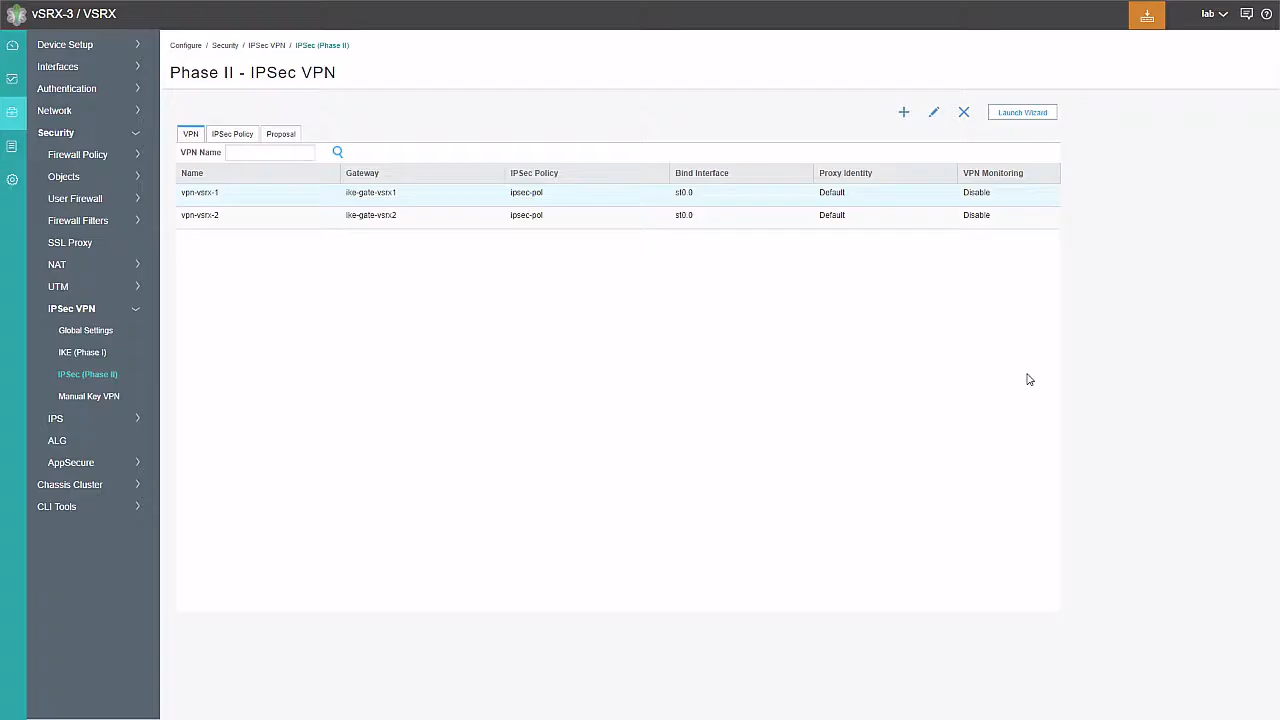 vSRX-3 / VSRX
lab
Device Setup
Interfaces
Authentication
Network
Security
Firewall Policy
Objects
User Firewall
Firewall Filters
SSL Proxy
NAT
UTM
IPSec VPN
Global Settings
IKE (Phase I)
IPSec (Phase II)
Manual Key VPN
IPS
ALG
AppSecure
Chassis Cluster
CLI Tools
Configure / Security / IPSec VPN / IPSec (Phase II)
Phase II - IPSec VPN
Launch Wizard
VPN IPSec Policy Proposal
VPN Name
Name Gateway IPSec Policy Bind Interface Proxy Identity VPN Monitoring
vpn-vsrx-1 ike-gate-vsrx1 ipsec-pol st0.0 Default Disable
vpn-vsrx-2 ike-gate-vsrx2 ipsec-pol st0.0 Default Disable